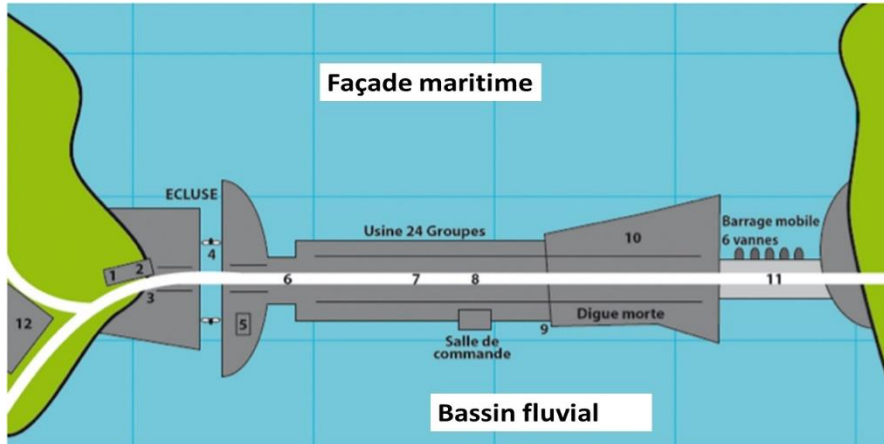 Façade maritime
ECLUSE
4
Usine 24 Groupes
10
Barrage mobile
6 vannes
1 2
3
6 7 8 11
12
5
Salle de
commande
9
Digue morte
Bassin fluvial